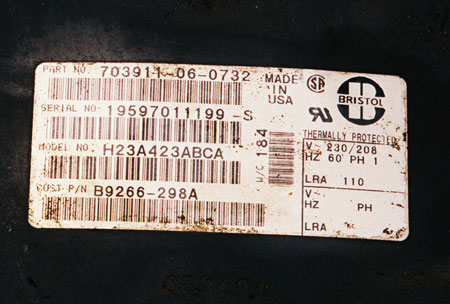 PART NO. 703911-06-0732
SERIAL NO. 19597011199 -S
MODEL NO. H23A423ABCA
CUST. P/N B9266-298A
MADE
IN
USA
W/C 184
BRISTOL
THERMALLY PROTECTED
V~ 230/208
HZ 60 PH 1
LRA 110
V~
HZ PH
LRA